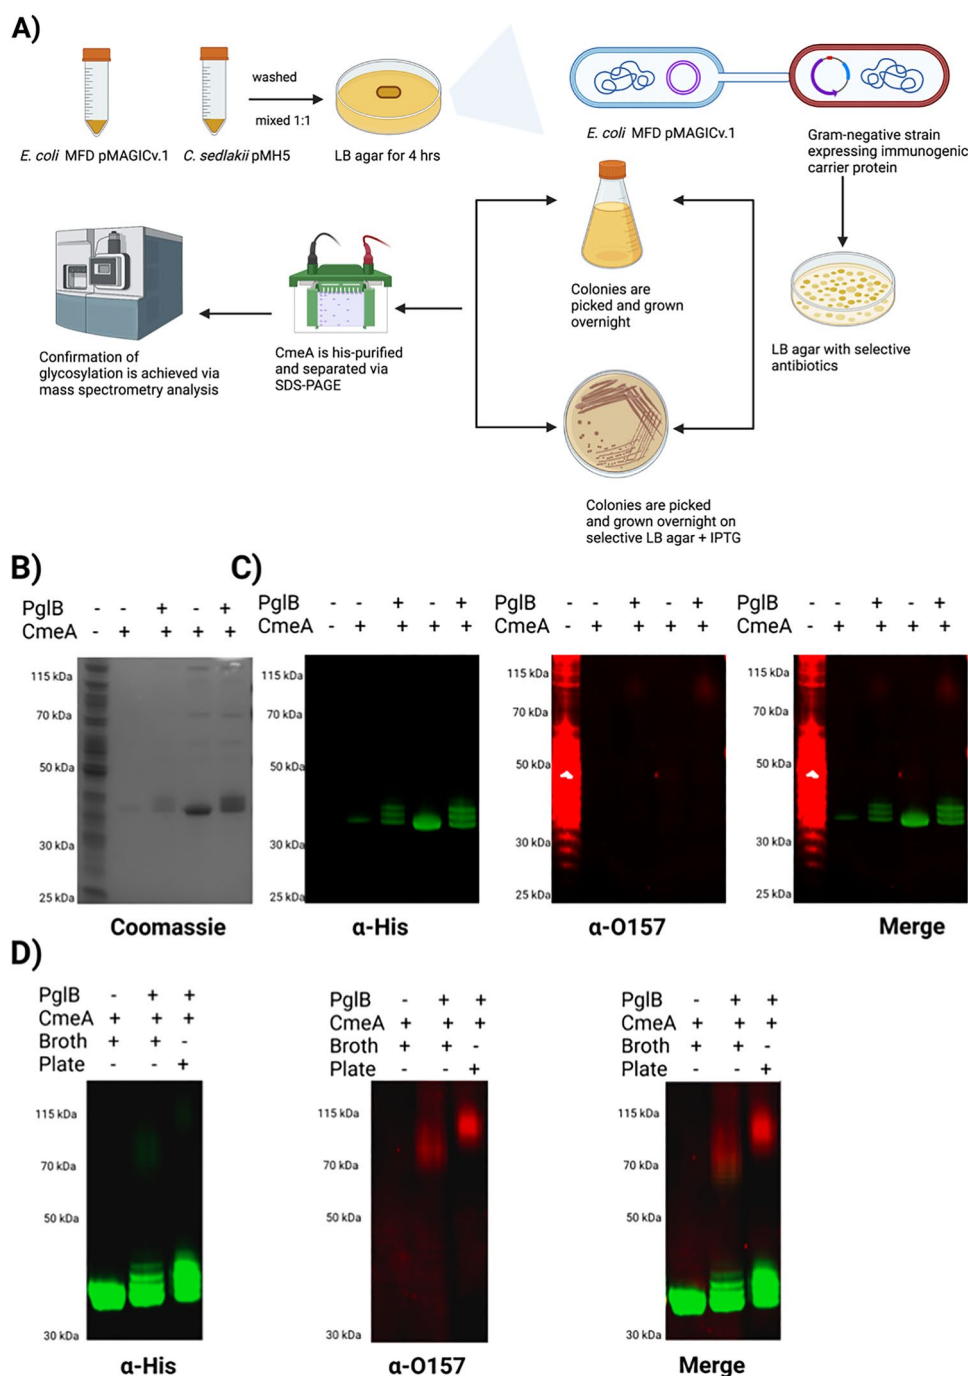 A)
washed
mixed 1:1
E. coli MFD pMAGICv.1
C. sedlakii pMH5
LB agar for 4 hrs
E. coli MFD pMAGICv.1
Gram-negative strain
expressing immunogenic
carrier protein
Colonies are
picked and grown
overnight
LB agar with selective
antibiotics
CmeA is his-purified
and separated via
SDS-PAGE
Confirmation of
glycosylation is achieved via
mass spectrometry analysis
Colonies are picked
and grown overnight on
selective LB agar + IPTG
B)
PglB - - + - +
CmeA - + + + +
115 kDa
70 kDa
50 kDa
30 kDa
25 kDa
Coomassie
C)
PglB - - + - +
CmeA - + + + +
115 kDa
70 kDa
50 kDa
30 kDa
25 kDa
α-His
PglB - - + - +
CmeA - + + + +
115 kDa
70 kDa
50 kDa
30 kDa
25 kDa
α-O157
PglB - - + - +
CmeA - + + + +
115 kDa
70 kDa
50 kDa
30 kDa
25 kDa
Merge
D)
PglB - + +
CmeA + + +
Broth + + -
Plate - - +
115 kDa
70 kDa
50 kDa
30 kDa
α-His
PglB - + +
CmeA + + +
Broth + + -
Plate - - +
115 kDa
70 kDa
50 kDa
30 kDa
α-O157
PglB - + +
CmeA + + +
Broth + + -
Plate - - +
115 kDa
70 kDa
50 kDa
30 kDa
Merge